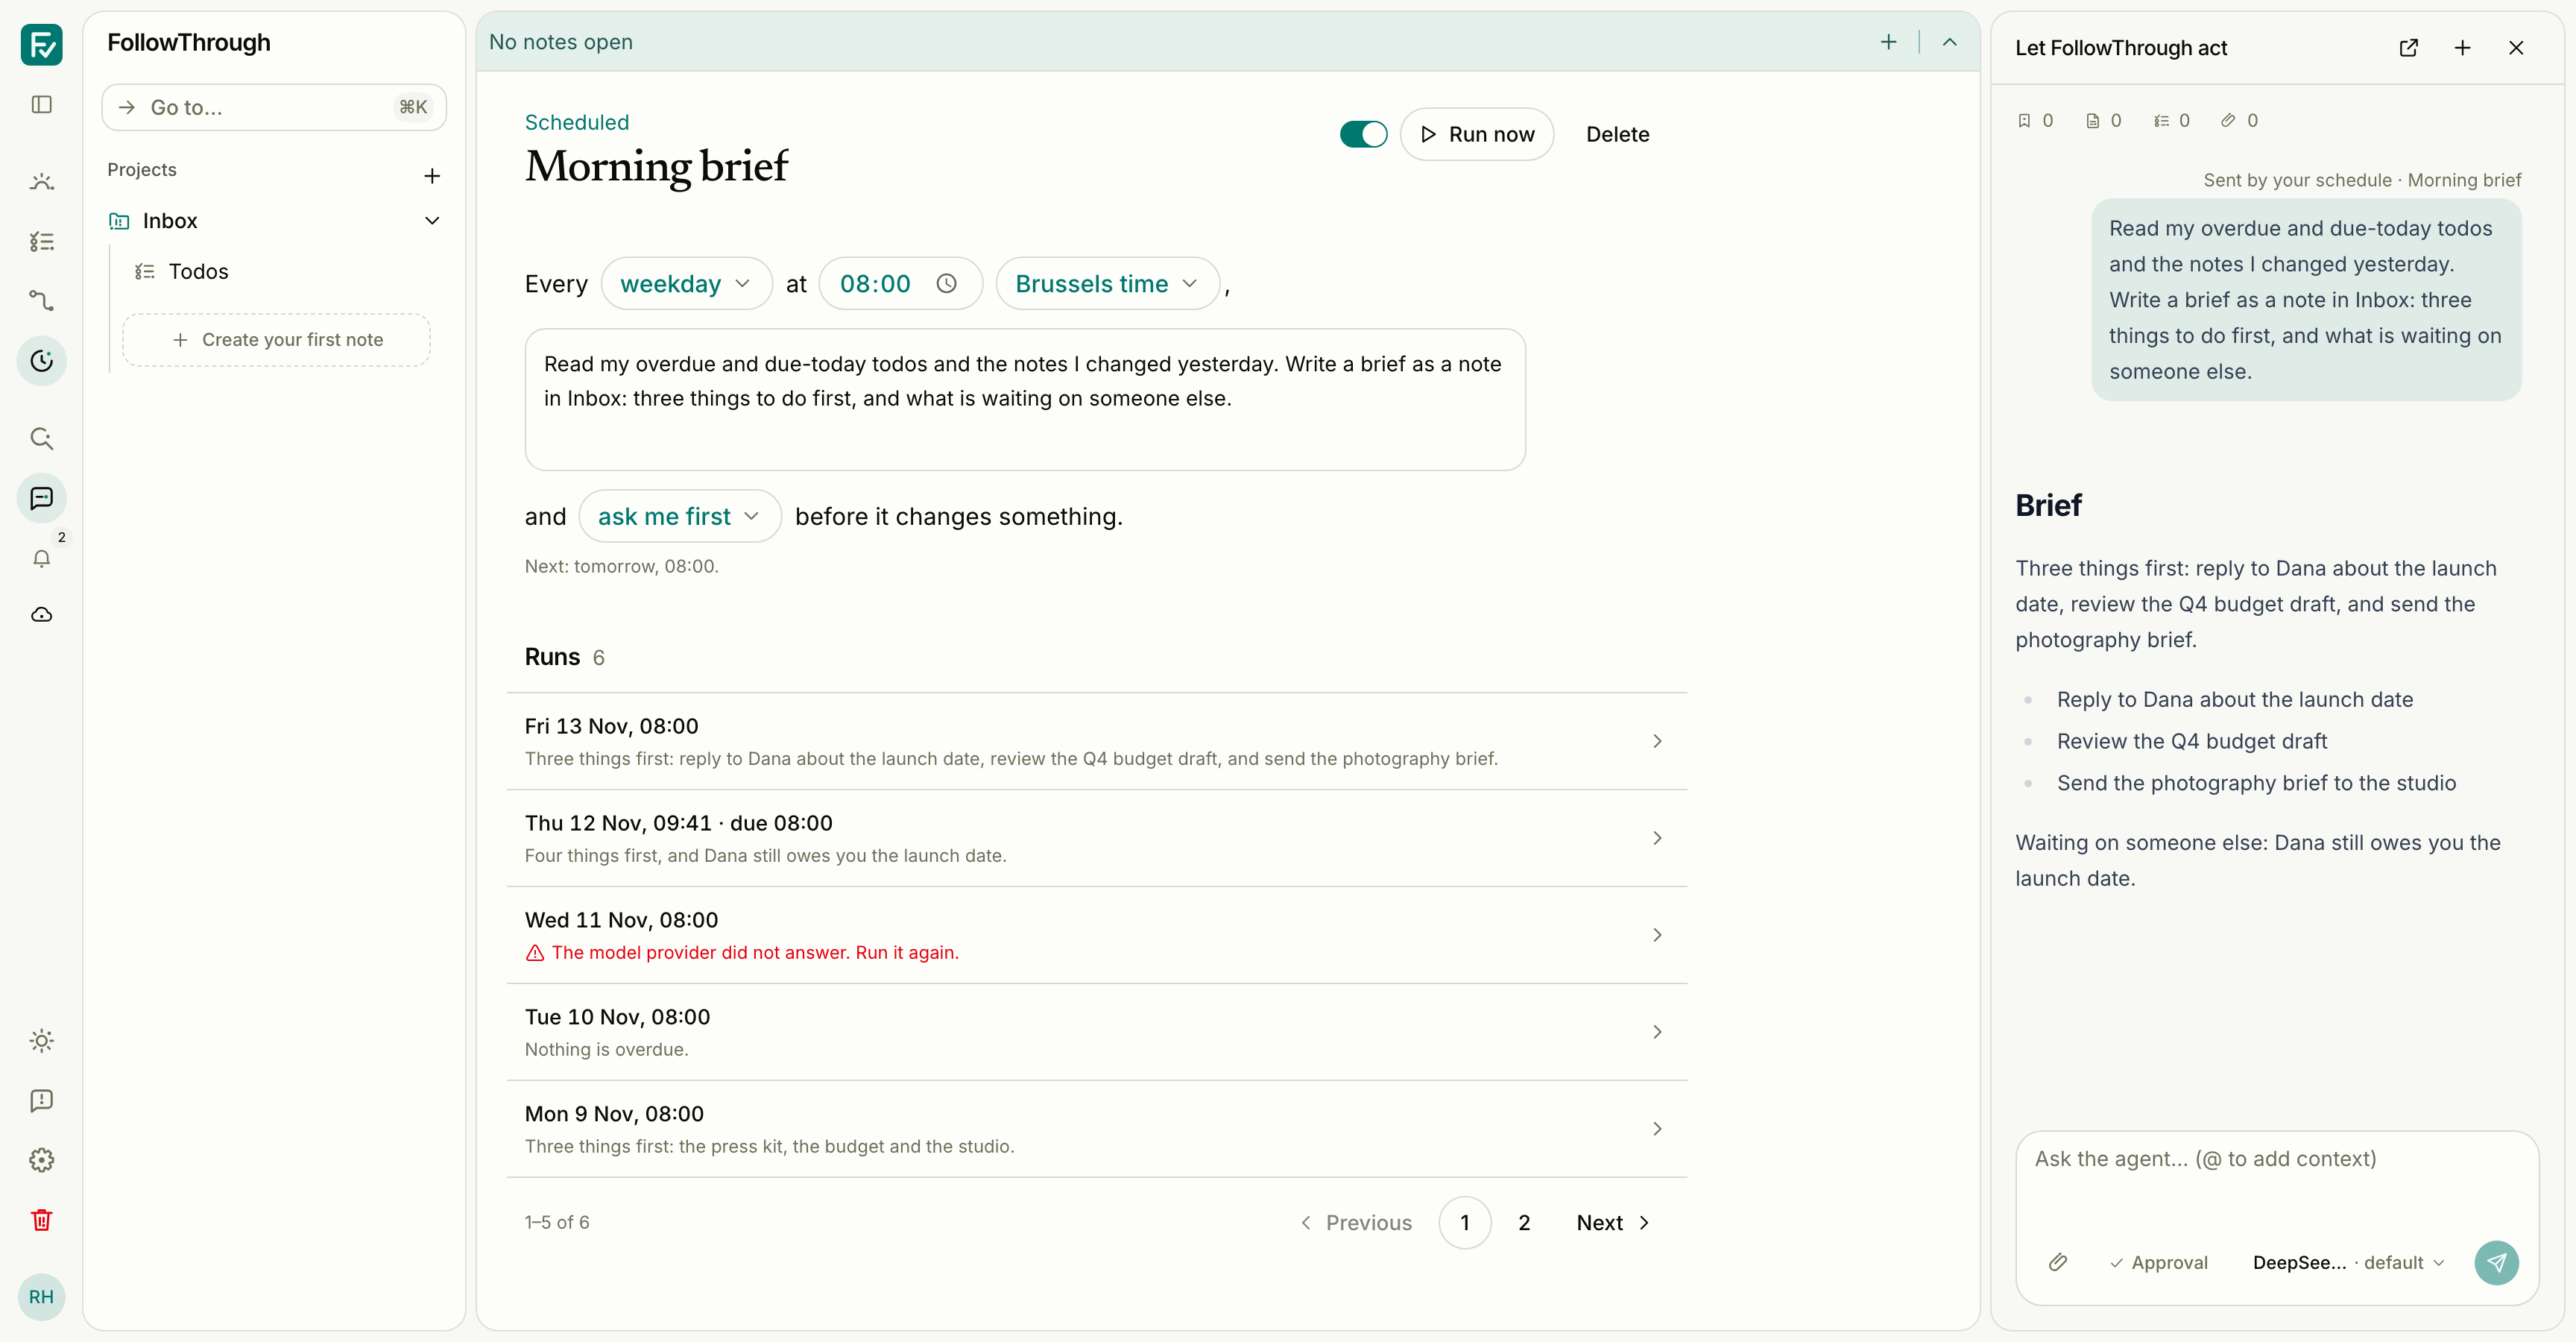 FollowThrough
Go to...
⌘K
Projects
Inbox
Todos
Create your first note
2
RH
No notes open
Scheduled
Morning brief
Run now
Delete
Every weekday at 08:00 Brussels time ,
Read my overdue and due-today todos and the notes I changed yesterday. Write a brief as a note
in Inbox: three things to do first, and what is waiting on someone else.
and ask me first before it changes something.
Next: tomorrow, 08:00.
Runs 6
Fri 13 Nov, 08:00
Three things first: reply to Dana about the launch date, review the Q4 budget draft, and send the photography brief.
Thu 12 Nov, 09:41 · due 08:00
Four things first, and Dana still owes you the launch date.
Wed 11 Nov, 08:00
The model provider did not answer. Run it again.
Tue 10 Nov, 08:00
Nothing is overdue.
Mon 9 Nov, 08:00
Three things first: the press kit, the budget and the studio.
1–5 of 6
Previous 1 2 Next
Let FollowThrough act
0 0 0 0
Sent by your schedule · Morning brief
Read my overdue and due-today todos
and the notes I changed yesterday.
Write a brief as a note in Inbox: three
things to do first, and what is waiting on
someone else.
Brief
Three things first: reply to Dana about the launch
date, review the Q4 budget draft, and send the
photography brief.
Reply to Dana about the launch date
Review the Q4 budget draft
Send the photography brief to the studio
Waiting on someone else: Dana still owes you the
launch date.
Ask the agent... (@ to add context)
Approval
DeepSee... · default